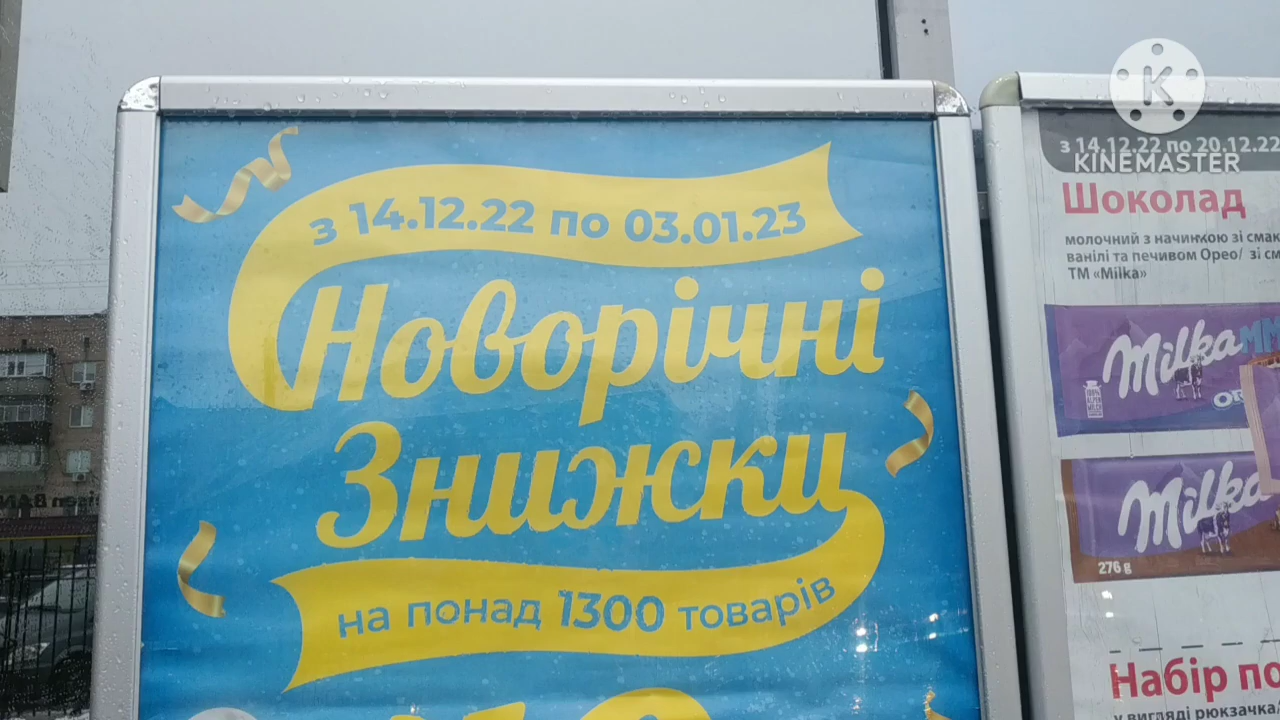 з 14.12.22 по 03.01.23
Новорічні
Знижки
на понад 1300 товарів
з 14.12.22 по 20.12.22
KINEMASTER
Шоколад
молочний з начинкою зі смак
ванілі та печивом Орео/ зі см
ТМ «Milka»
Milka
Milka
276 g
Набір по
у вигляді рюкзачка